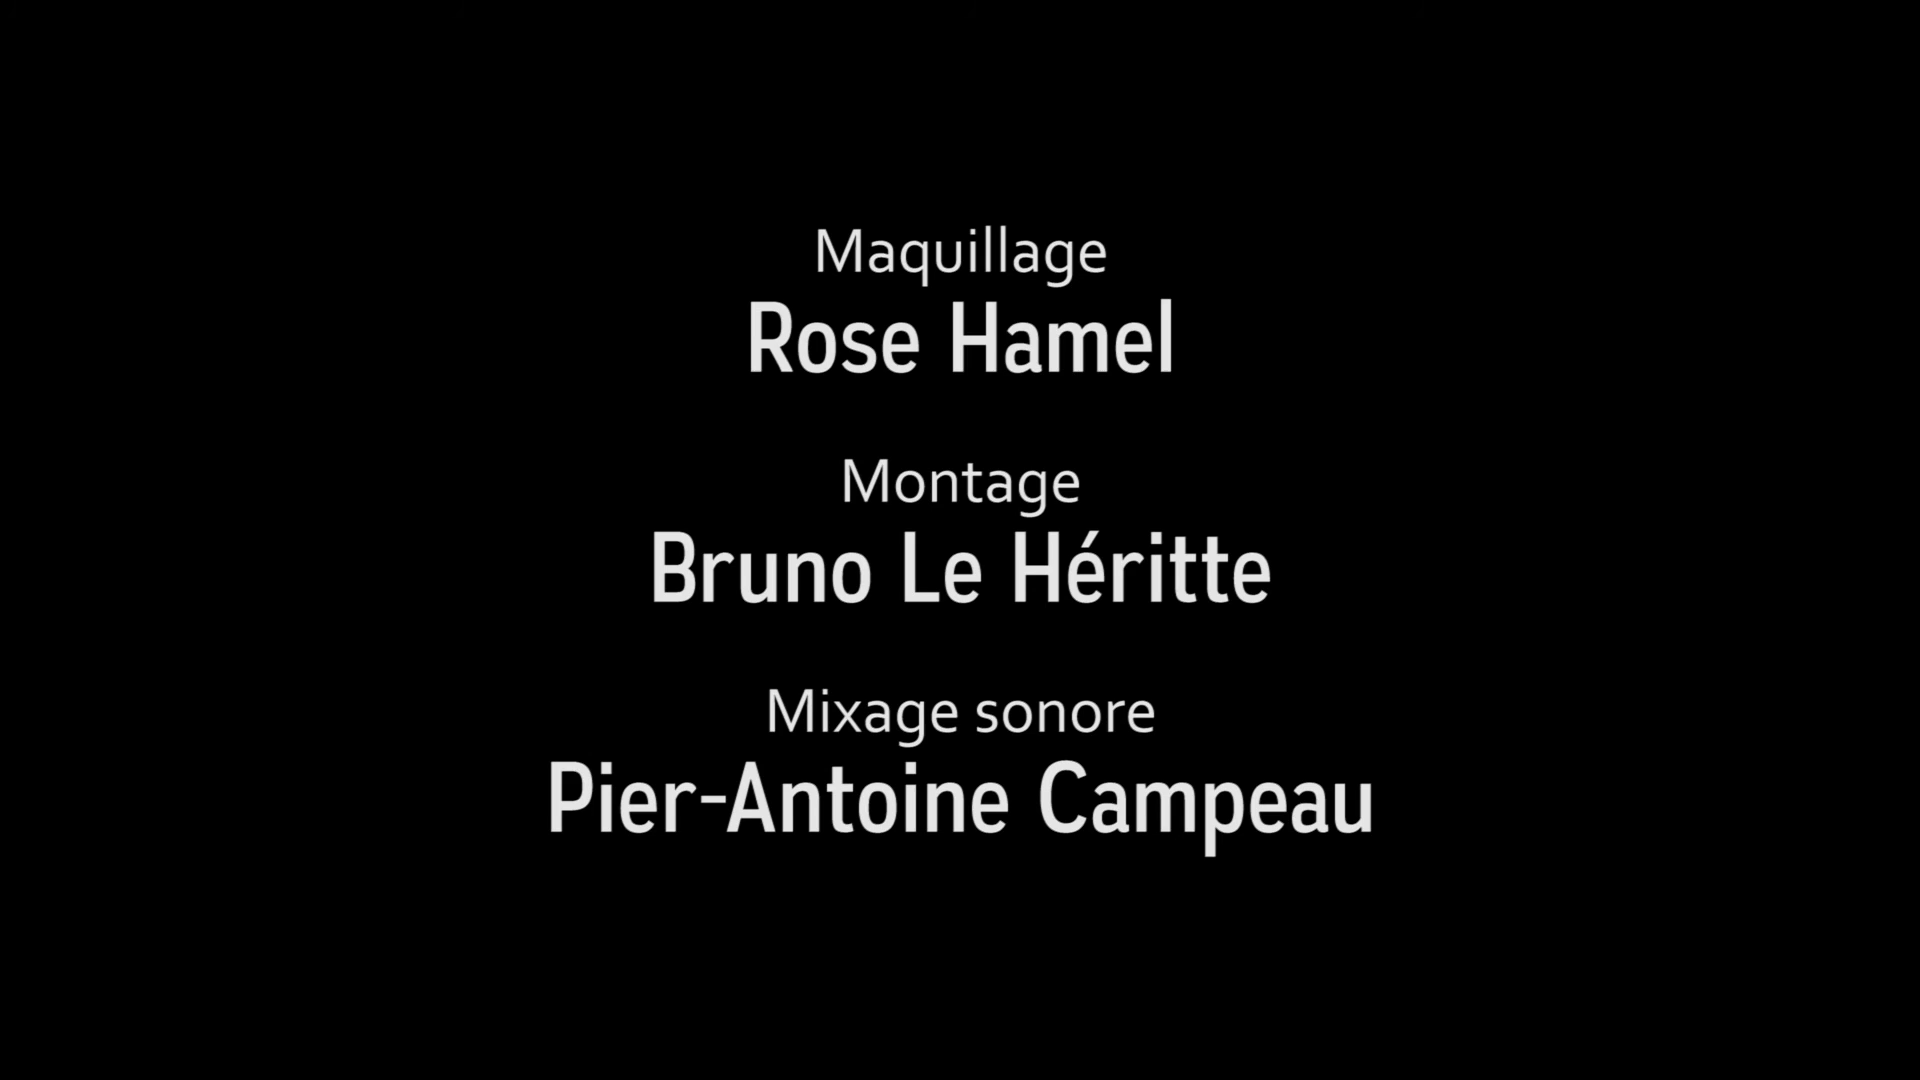 Maquillage
Rose Hamel
Montage
Bruno Le Héritte
Mixage sonore
Pier-Antoine Campeau